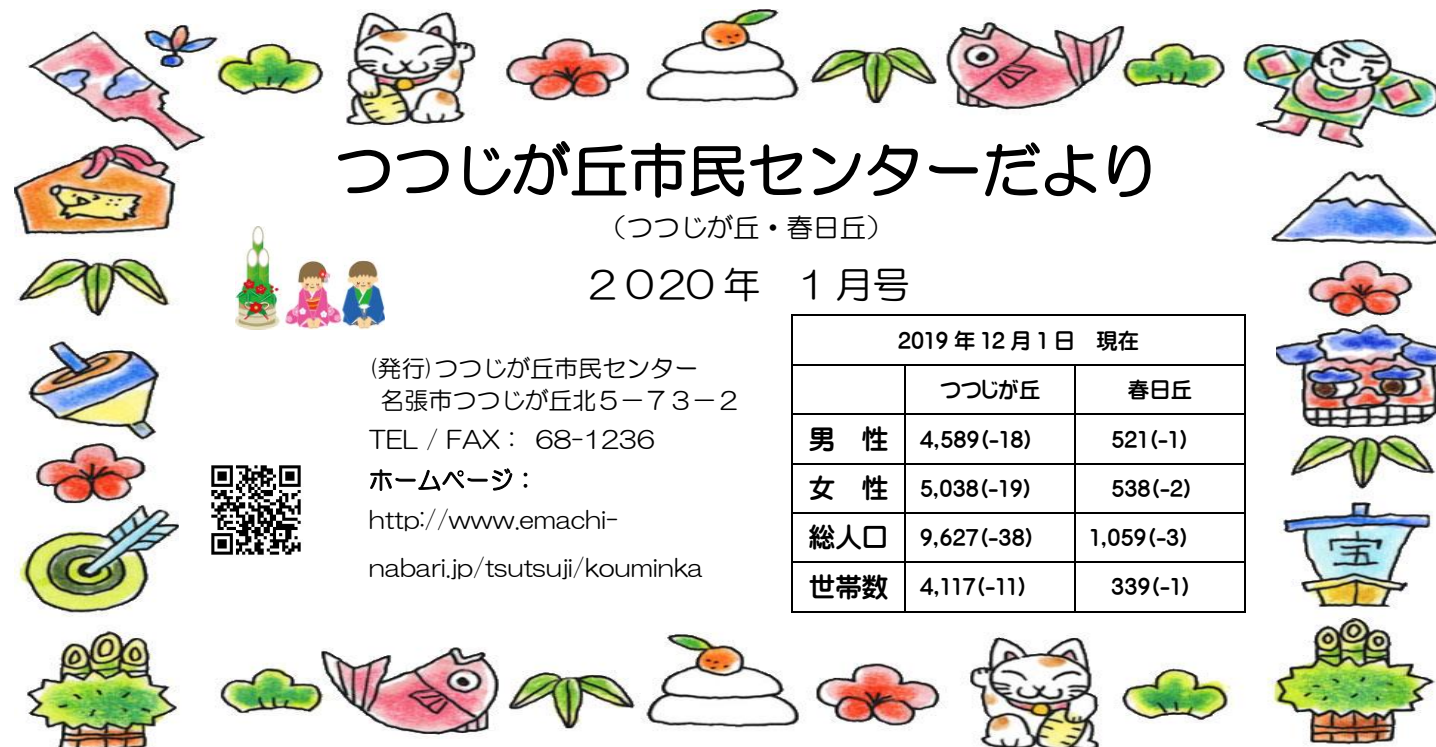 つつじが丘市民センターだより
（つつじが丘・春日丘）
２０２０年　１月号
(発行)つつじが丘市民センター
名張市つつじが丘北５－７３－２
TEL / FAX： 68-1236
ホームページ：
http://www.emachi-
nabari.jp/tsutsuji/kouminka
2019年12月1日　現在
つつじが丘　春日丘
男　性　4,589(-18)　521(-1)
女　性　5,038(-19)　538(-2)
総人口　9,627(-38)　1,059(-3)
世帯数　4,117(-11)　339(-1)
宝